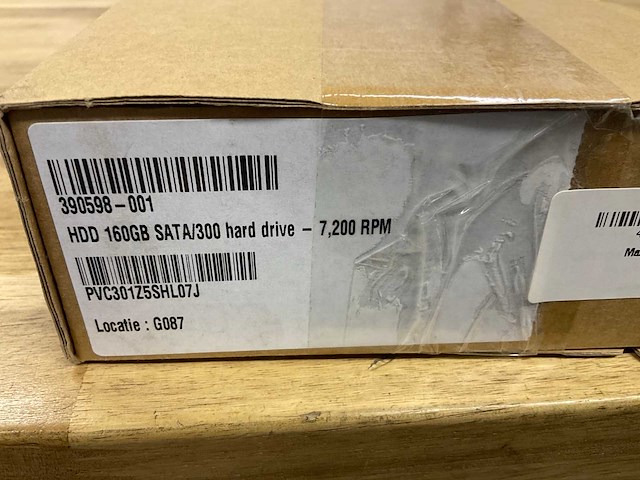 390598-001
HDD 160GB SATA/300 hard drive – 7,200 RPM
PVC301Z5SHL07J
Locatie : G087